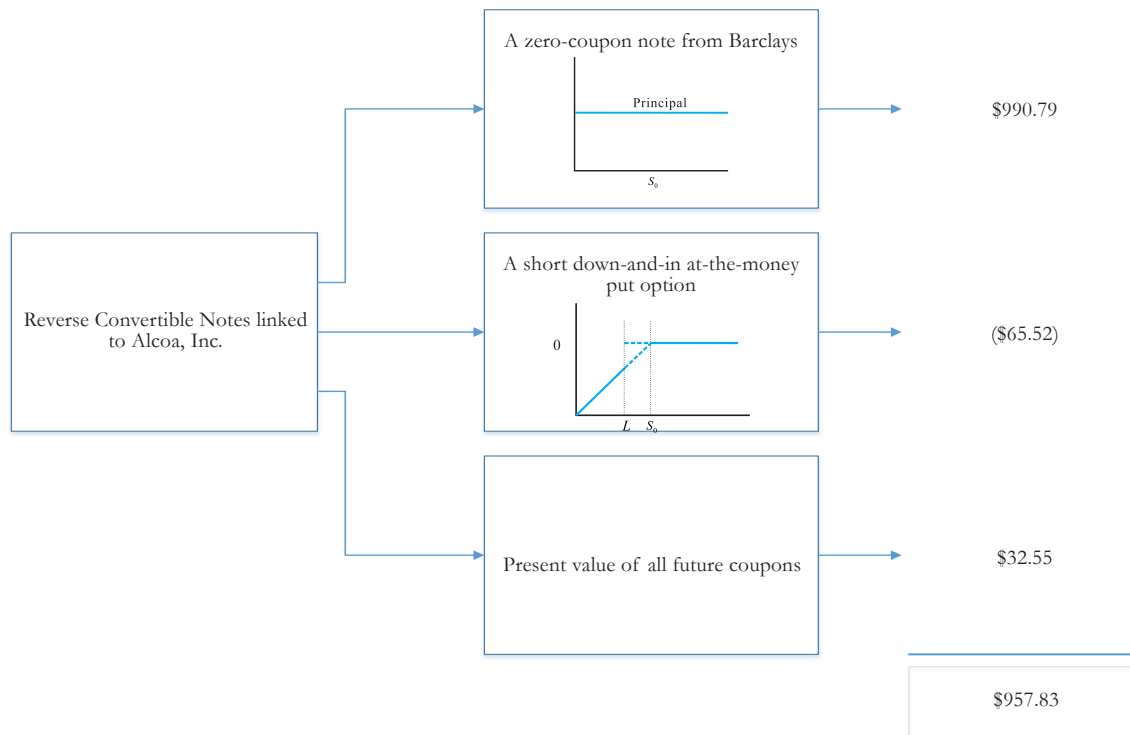 A zero-coupon note from Barclays
Principal
S₀
$990.79
Reverse Convertible Notes linked
to Alcoa, Inc.
A short down-and-in at-the-money
put option
0
L S₀
($65.52)
Present value of all future coupons
$32.55
$957.83